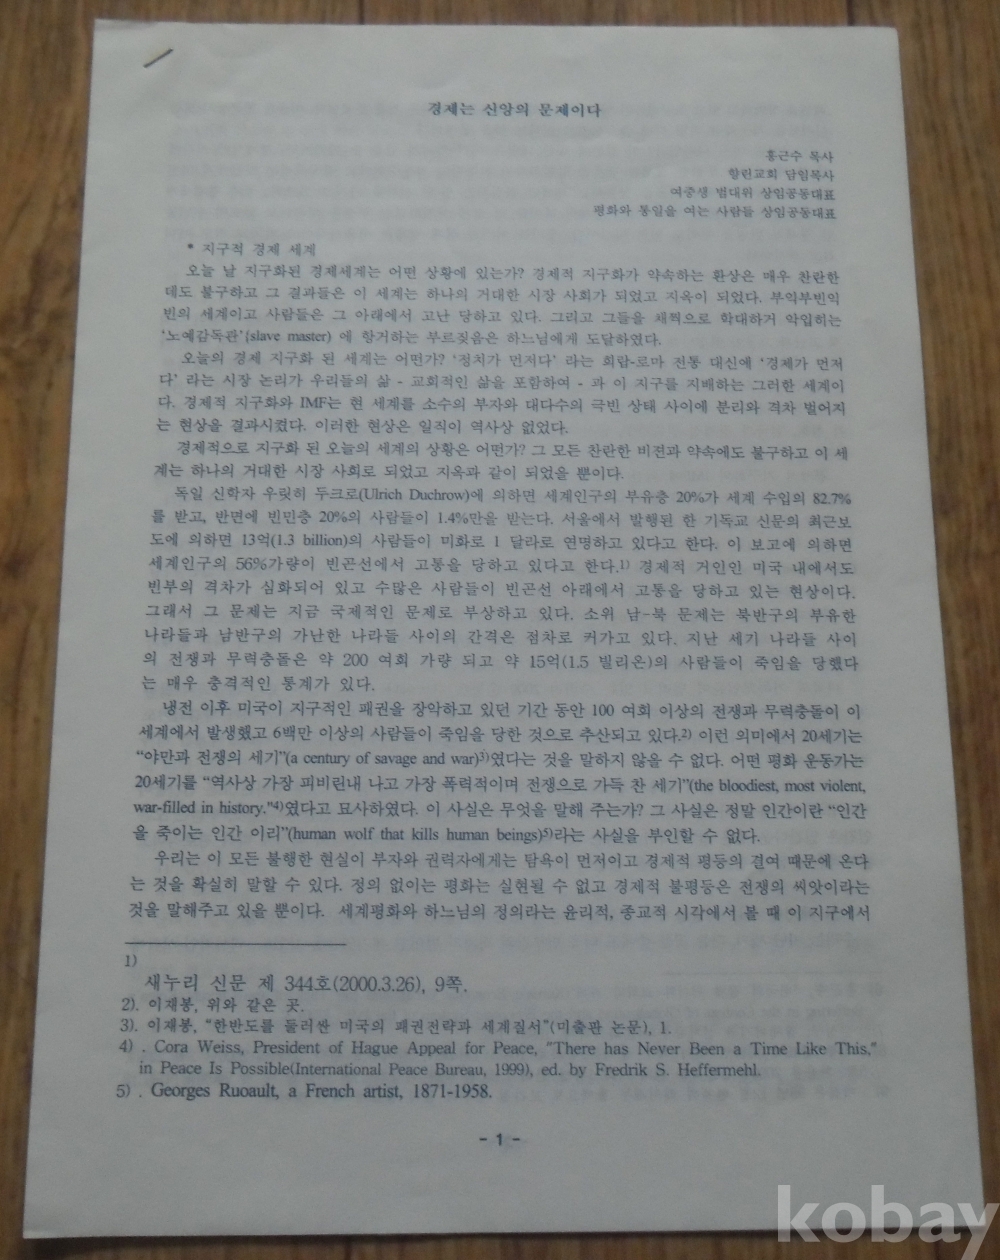 경제는 신앙의 문제이다
홍근수 목사
향린교회 담임목사
여중생 범대위 상임공동대표
평화와 통일을 여는 사람들 상임공동대표
* 지구적 경제 세계
오늘 날 지구화된 경제세계는 어떤 상황에 있는가? 경제적 지구화가 약속하는 환상은 매우 찬란한
데도 불구하고 그 결과들은 이 세계는 하나의 거대한 시장 사회가 되었고 지옥이 되었다. 부익부빈익
빈의 세계이고 사람들은 그 아래에서 고난 당하고 있다. 그리고 그들을 채찍으로 학대하거 악입히는
‘노예감독관’{slave master) 에 항거하는 부르짖음은 하느님에게 도달하였다.
오늘의 경제 지구화 된 세계는 어떤가? ‘정치가 먼저다’ 라는 희랍-로마 전통 대신에 ‘경제가 먼저
다’ 라는 시장 논리가 우리들의 삶 - 교회적인 삶을 포함하여 - 과 이 지구를 지배하는 그러한 세계이
다. 경제적 지구화와 IMF는 현 세계를 소수의 부자와 대다수의 극빈 상태 사이에 분리와 격차 벌어지
는 현상을 결과시켰다. 이러한 현상은 일직이 역사상 없었다.
경제적으로 지구화 된 오늘의 세계의 상황은 어떤가? 그 모든 찬란한 비젼과 약속에도 불구하고 이 세
계는 하나의 거대한 시장 사회로 되었고 지옥과 같이 되었을 뿐이다.
독일 신학자 우릿히 두크로(Ulrich Duchrow)에 의하면 세계인구의 부유층 20%가 세계 수입의 82.7%
를 받고, 반면에 빈민층 20%의 사람들이 1.4%만을 받는다. 서울에서 발행된 한 기독교 신문의 최근보
도에 의하면 13억(1.3 billion)의 사람들이 미화로 1 달라로 연명하고 있다고 한다. 이 보고에 의하면
세계인구의 56%가량이 빈곤선에서 고통을 당하고 있다고 한다.1) 경제적 거인인 미국 내에서도
빈부의 격차가 심화되어 있고 수많은 사람들이 빈곤선 아래에서 고통을 당하고 있는 현상이다.
그래서 그 문제는 지금 국제적인 문제로 부상하고 있다. 소위 남-북 문제는 북반구의 부유한
나라들과 남반구의 가난한 나라들 사이의 간격은 점차로 커가고 있다. 지난 세기 나라들 사이
의 전쟁과 무력충돌은 약 200 여회 가량 되고 약 15억(1.5 빌리온)의 사람들이 죽임을 당했다
는 매우 충격적인 통계가 있다.
냉전 이후 미국이 지구적인 패권을 장악하고 있던 기간 동안 100 여회 이상의 전쟁과 무력충돌이 이
세계에서 발생했고 6백만 이상의 사람들이 죽임을 당한 것으로 추산되고 있다.2) 이런 의미에서 20세기는
“야만과 전쟁의 세기”(a century of savage and war)3)였다는 것을 말하지 않을 수 없다. 어떤 평화 운동가는
20세기를 “역사상 가장 피비린내 나고 가장 폭력적이며 전쟁으로 가득 찬 세기”(the bloodiest, most violent,
war-filled in history."4)였다고 묘사하였다. 이 사실은 무엇을 말해 주는가? 그 사실은 정말 인간이란 “인간
을 죽이는 인간 이리”(human wolf that kills human beings)5)라는 사실을 부인할 수 없다.
우리는 이 모든 불행한 현실이 부자와 권력자에게는 탐욕이 먼저이고 경제적 평등의 결여 때문에 온다
는 것을 확실히 말할 수 있다. 정의 없이는 평화는 실현될 수 없고 경제적 불평등은 전쟁의 씨앗이라는
것을 말해주고 있을 뿐이다. 세계평화와 하느님의 정의라는 윤리적, 종교적 시각에서 볼 때 이 지구에서
1)
새누리 신문 제 344호(2000.3.26), 9쪽.
2). 이재봉, 위와 같은 곳.
3). 이재봉, “한반도를 둘러싼 미국의 패권전략과 세계질서”(미출판 논문), 1.
4) . Cora Weiss, President of Hague Appeal for Peace, "There has Never Been a Time Like This,"
in Peace Is Possible(International Peace Bureau, 1999), ed. by Fredrik S. Heffermehl.
5) . Georges Ruoault, a French artist, 1871-1958.
- 1 -
kobay